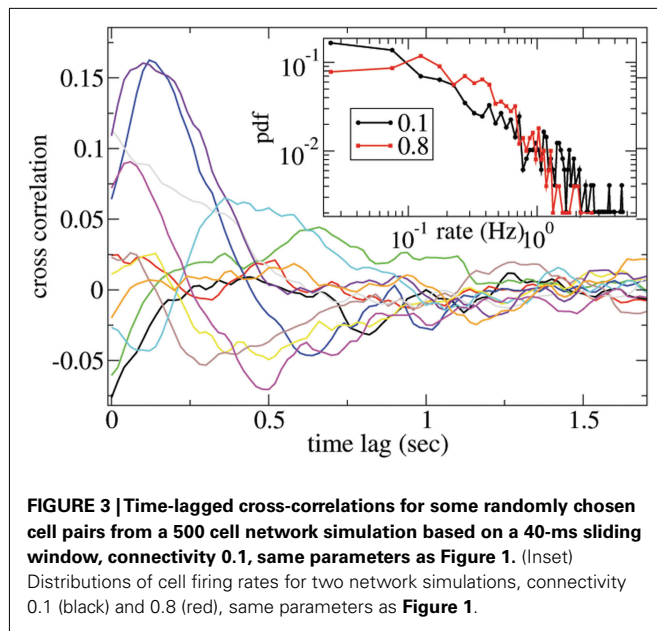 0.15
0.1
0.05
0
-0.05
cross correlation
0
0.5
1
1.5
time lag (sec)
10-1
10-2
pdf
0.1
0.8
10-1 rate (Hz) 100
FIGURE 3 | Time-lagged cross-correlations for some randomly chosen
cell pairs from a 500 cell network simulation based on a 40-ms sliding
window, connectivity 0.1, same parameters as Figure 1. (Inset)
Distributions of cell firing rates for two network simulations, connectivity
0.1 (black) and 0.8 (red), same parameters as Figure 1.